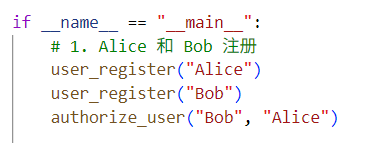 if __name__ == "__main__":
    # 1. Alice 和 Bob 注册
    user_register("Alice")
    user_register("Bob")
    authorize_user("Bob", "Alice")